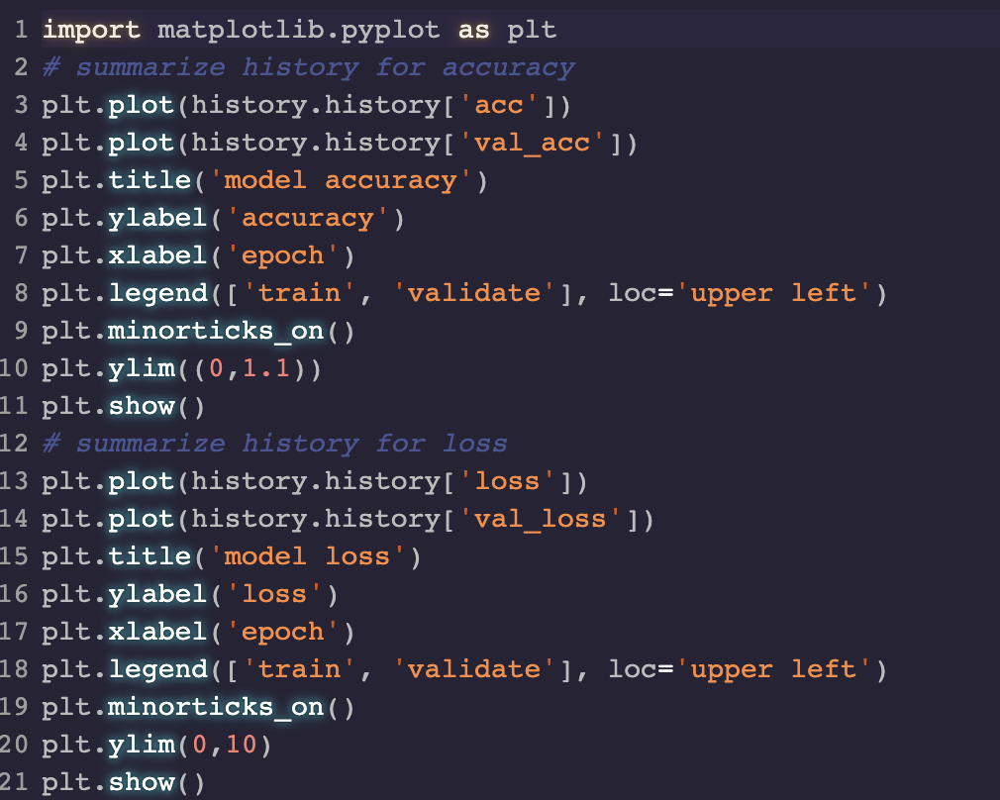 1 import matplotlib.pyplot as plt
2 # summarize history for accuracy
3 plt.plot(history.history['acc'])
4 plt.plot(history.history['val_acc'])
5 plt.title('model accuracy')
6 plt.ylabel('accuracy')
7 plt.xlabel('epoch')
8 plt.legend(['train', 'validate'], loc='upper left')
9 plt.minorticks_on()
10 plt.ylim((0,1.1))
11 plt.show()
12 # summarize history for loss
13 plt.plot(history.history['loss'])
14 plt.plot(history.history['val_loss'])
15 plt.title('model loss')
16 plt.ylabel('loss')
17 plt.xlabel('epoch')
18 plt.legend(['train', 'validate'], loc='upper left')
19 plt.minorticks_on()
20 plt.ylim(0,10)
21 plt.show()